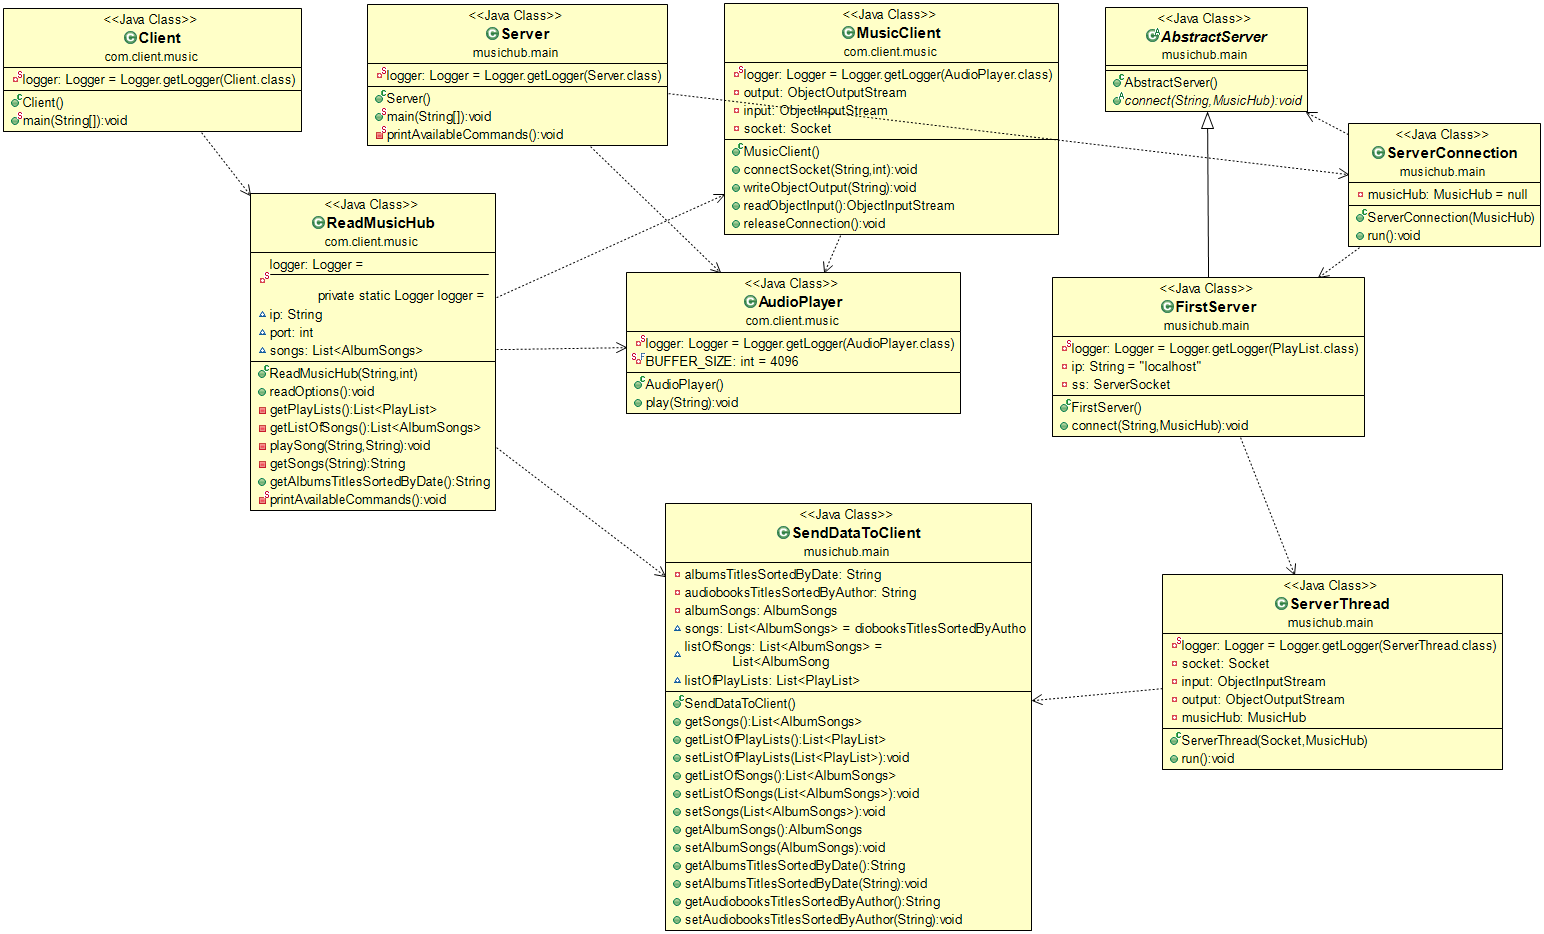 <<Java Class>>
Client
com.client.music
logger: Logger = Logger.getLogger(Client.class)
Client()
main(String[]):void
<<Java Class>>
Server
musichub.main
logger: Logger = Logger.getLogger(Server.class)
Server()
main(String[]):void
printAvailableCommands():void
<<Java Class>>
MusicClient
com.client.music
logger: Logger = Logger.getLogger(AudioPlayer.class)
output: ObjectOutputStream
input: ObjectInputStream
socket: Socket
MusicClient()
connectSocket(String,int):void
writeObjectOutput(String):void
readObjectInput():ObjectInputStream
releaseConnection():void
<<Java Class>>
AbstractServer
musichub.main
AbstractServer()
connect(String,MusicHub):void
<<Java Class>>
ServerConnection
musichub.main
musicHub: MusicHub = null
ServerConnection(MusicHub)
run():void
<<Java Class>>
ReadMusicHub
com.client.music
logger: Logger =
private static Logger logger =
ip: String
port: int
songs: List<AlbumSongs>
ReadMusicHub(String,int)
readOptions():void
getPlayLists():List<PlayList>
getListOfSongs():List<AlbumSongs>
playSong(String,String):void
getSongs(String):String
getAlbumsTitlesSortedByDate():String
printAvailableCommands():void
<<Java Class>>
AudioPlayer
com.client.music
logger: Logger = Logger.getLogger(AudioPlayer.class)
BUFFER_SIZE: int = 4096
AudioPlayer()
play(String):void
<<Java Class>>
FirstServer
musichub.main
logger: Logger = Logger.getLogger(PlayList.class)
ip: String = "localhost"
ss: ServerSocket
FirstServer()
connect(String,MusicHub):void
<<Java Class>>
SendDataToClient
musichub.main
albumsTitlesSortedByDate: String
audiobooksTitlesSortedByAuthor: String
albumSongs: AlbumSongs
songs: List<AlbumSongs> = diobooksTitlesSortedByAutho
listOfSongs: List<AlbumSongs> =
List<AlbumSong
listOfPlayLists: List<PlayList>
SendDataToClient()
getSongs():List<AlbumSongs>
getListOfPlayLists():List<PlayList>
setListOfPlayLists(List<PlayList>):void
getListOfSongs():List<AlbumSongs>
setListOfSongs(List<AlbumSongs>):void
setSongs(List<AlbumSongs>):void
getAlbumSongs():AlbumSongs
setAlbumSongs(AlbumSongs):void
getAlbumsTitlesSortedByDate():String
setAlbumsTitlesSortedByDate(String):void
getAudiobooksTitlesSortedByAuthor():String
setAudiobooksTitlesSortedByAuthor(String):void
<<Java Class>>
ServerThread
musichub.main
logger: Logger = Logger.getLogger(ServerThread.class)
socket: Socket
input: ObjectInputStream
output: ObjectOutputStream
musicHub: MusicHub
ServerThread(Socket,MusicHub)
run():void